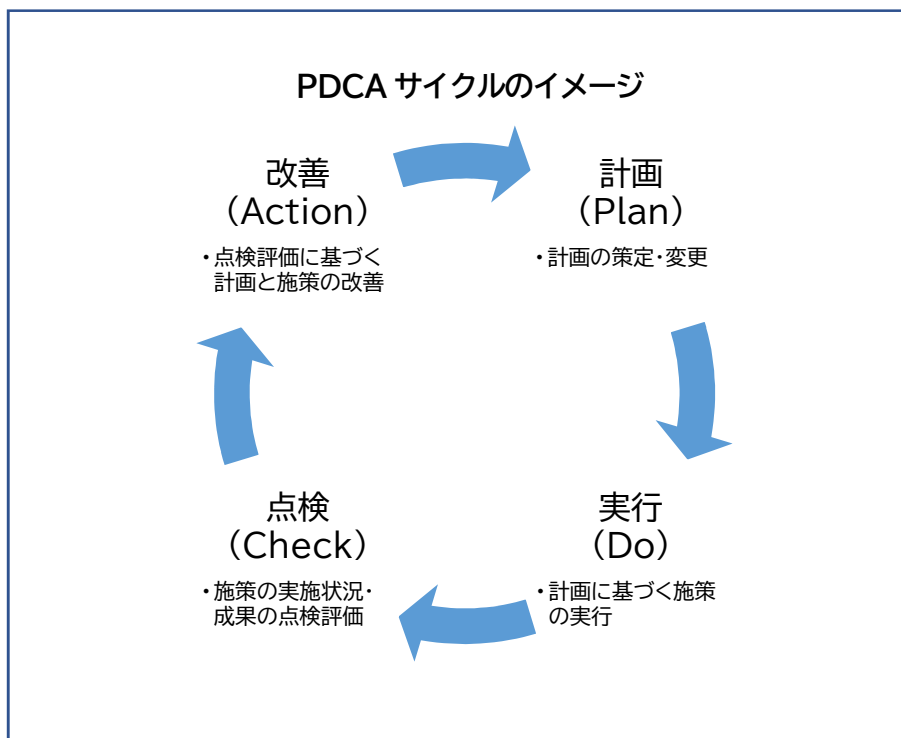 PDCA サイクルのイメージ
改善
(Action)
・点検評価に基づく
計画と施策の改善
計画
(Plan)
・計画の策定・変更
点検
(Check)
・施策の実施状況・
成果の点検評価
実行
(Do)
・計画に基づく施策
の実行